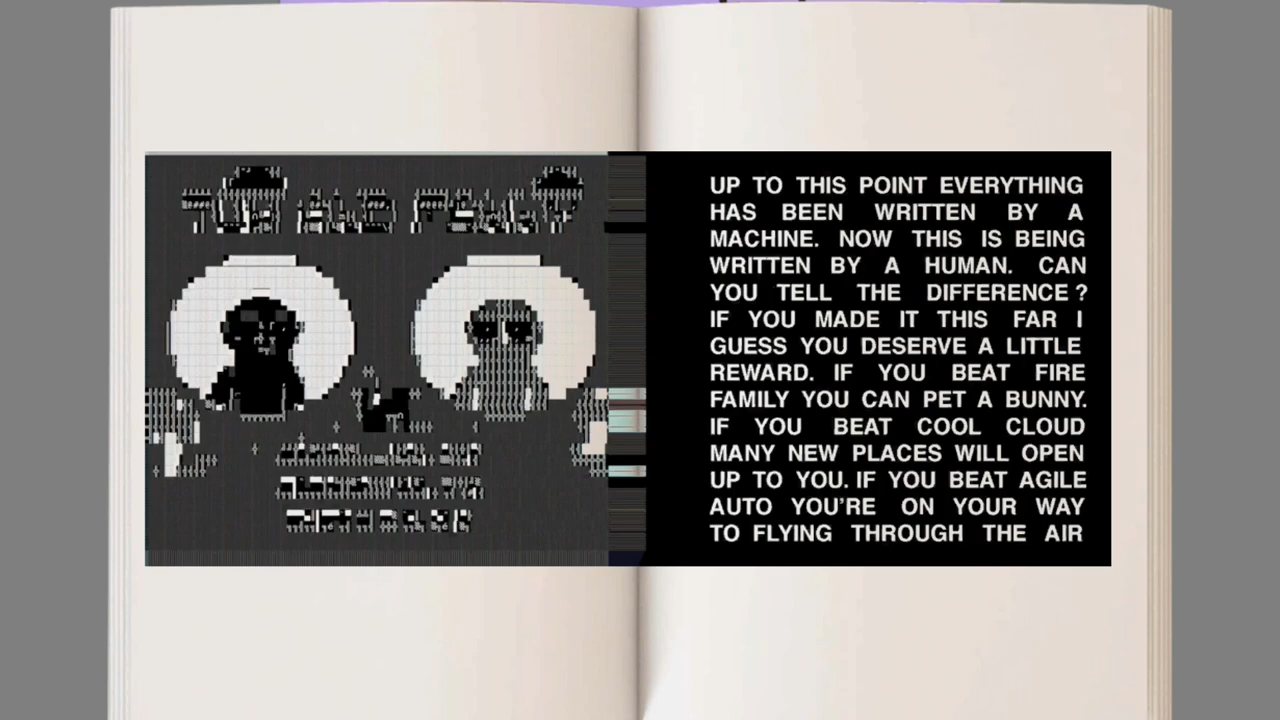 UP TO THIS POINT EVERYTHING
HAS BEEN WRITTEN BY A
MACHINE. NOW THIS IS BEING
WRITTEN BY A HUMAN. CAN
YOU TELL THE DIFFERENCE?
IF YOU MADE IT THIS FAR I
GUESS YOU DESERVE A LITTLE
REWARD. IF YOU BEAT FIRE
FAMILY YOU CAN PET A BUNNY.
IF YOU BEAT COOL CLOUD
MANY NEW PLACES WILL OPEN
UP TO YOU. IF YOU BEAT AGILE
AUTO YOU'RE ON YOUR WAY
TO FLYING THROUGH THE AIR